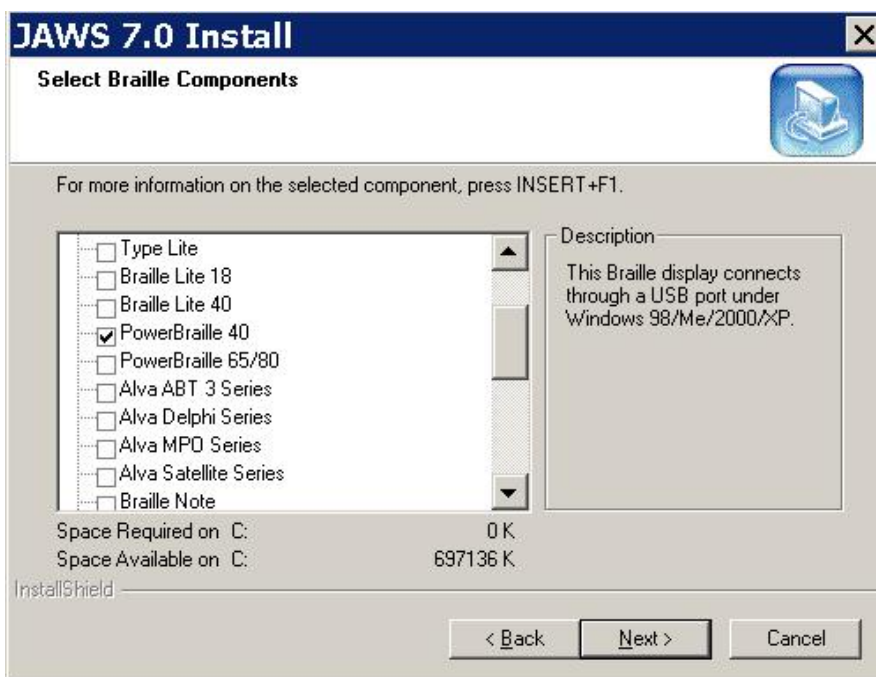 JAWS 7.0 Install
Select Braille Components
For more information on the selected component, press INSERT+F1.
Type Lite
Braille Lite 18
Braille Lite 40
PowerBraille 40
PowerBraille 65/80
Alva ABT 3 Series
Alva Delphi Series
Alva MPO Series
Alva Satellite Series
Braille Note
Description
This Braille display connects
through a USB port under
Windows 98/Me/2000/XP.
Space Required on C: 0 K
Space Available on C: 697136 K
InstallShield
< Back Next > Cancel